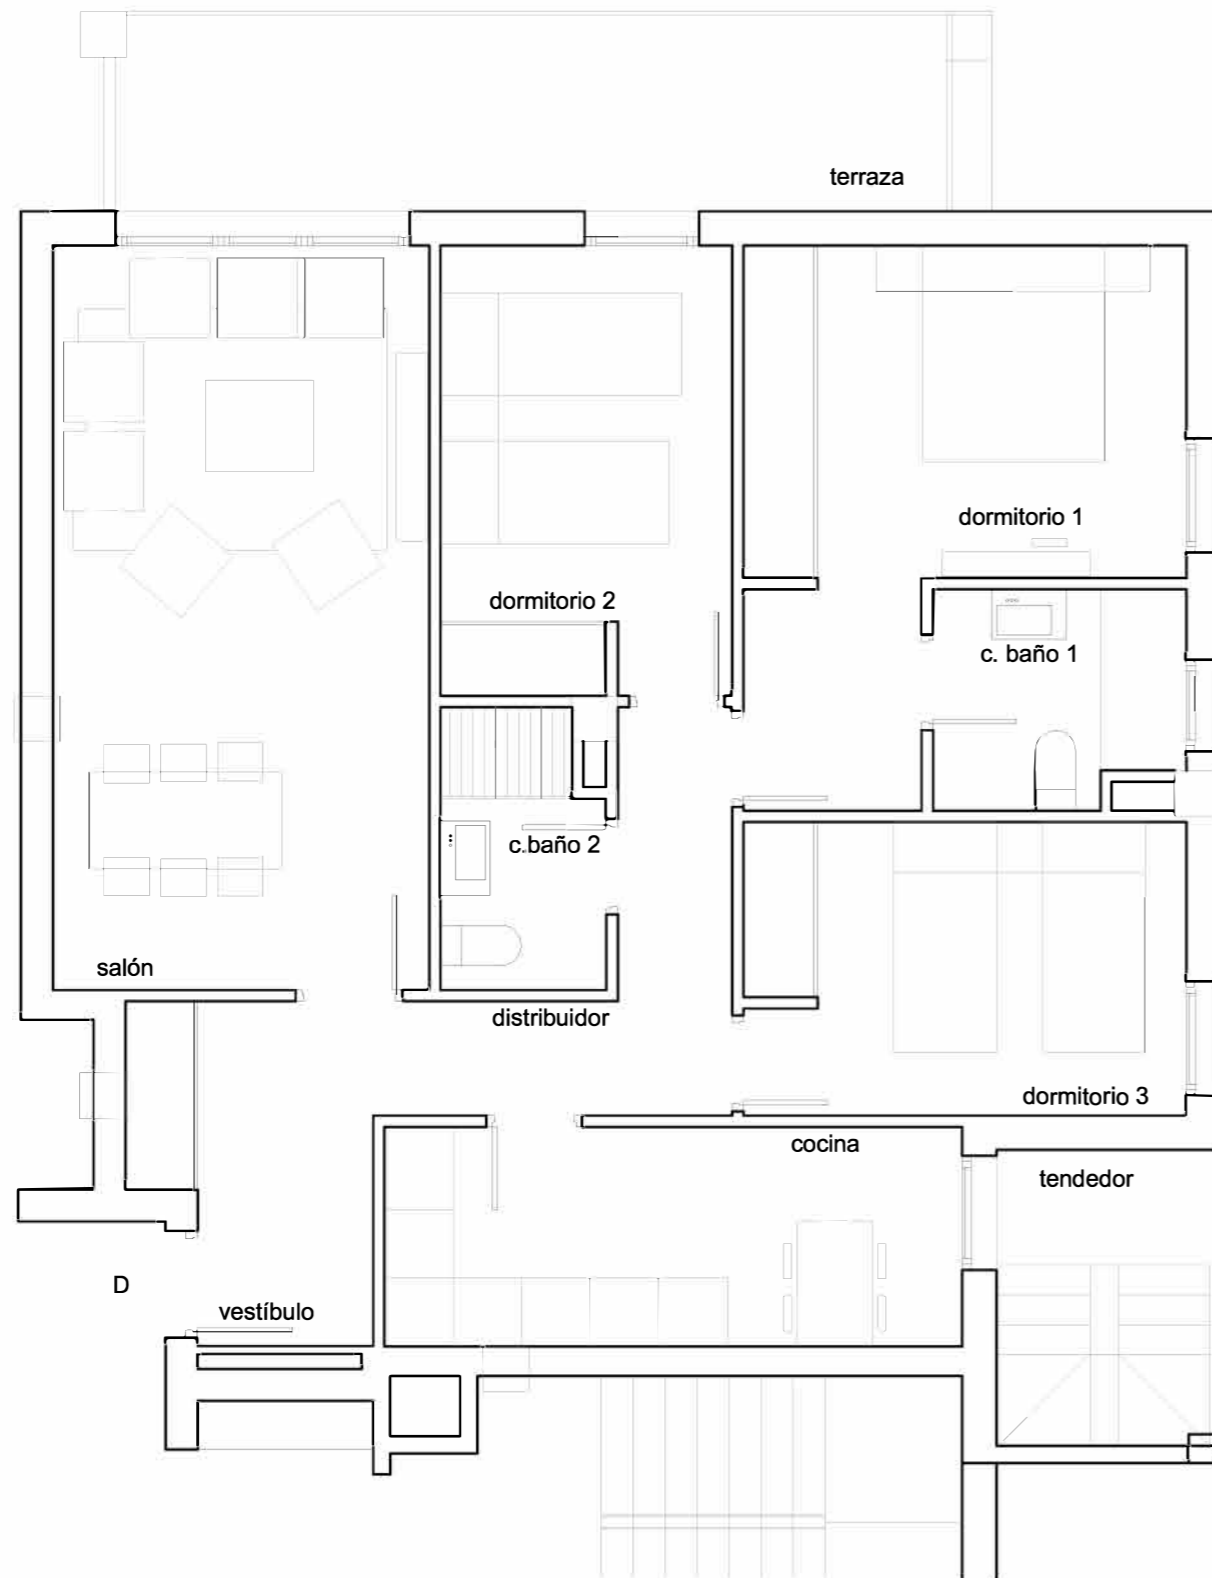 terraza
dormitorio 1
dormitorio 2
c. baño 1
c.baño 2
salón
distribuidor
dormitorio 3
cocina
tendedor
D
vestíbulo